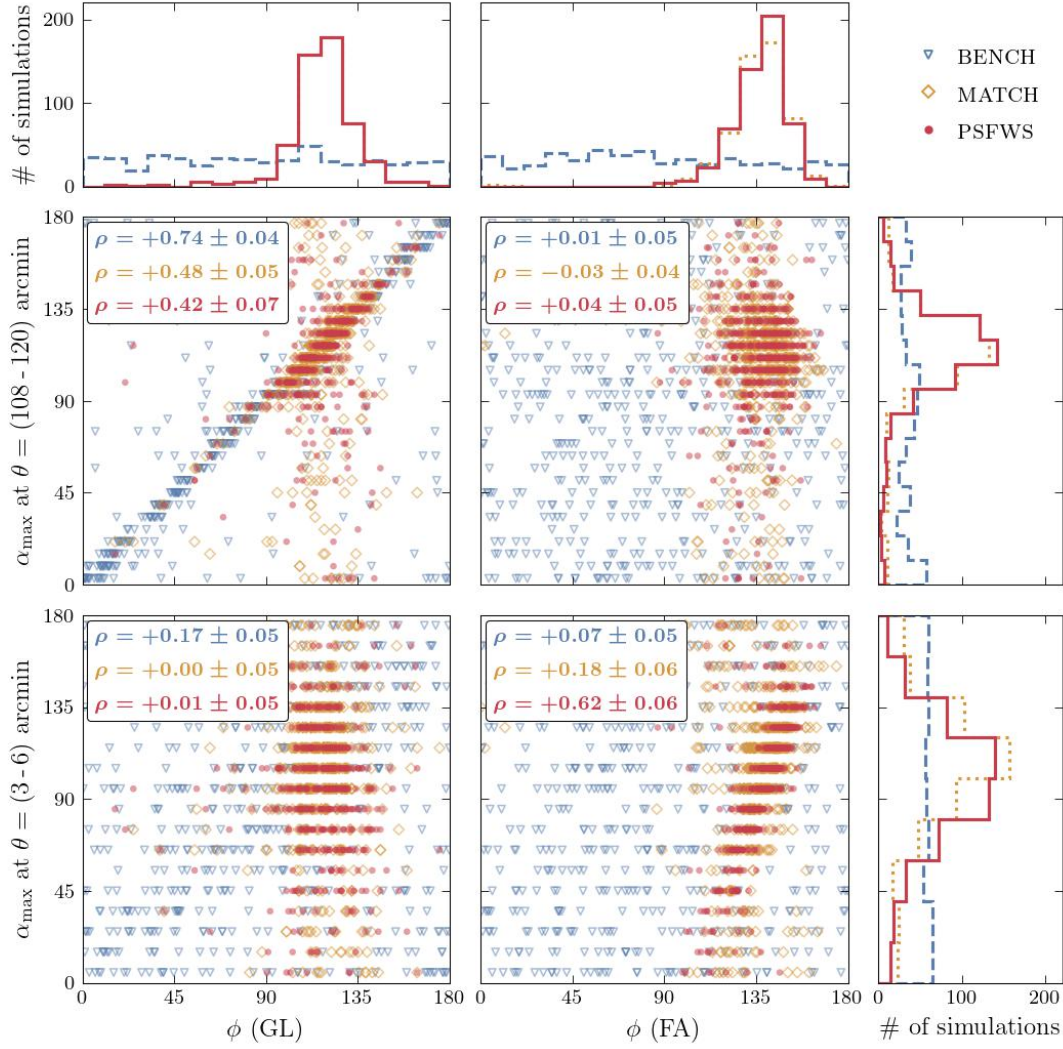 # of simulations
200
100
0
BENCH
MATCH
PSFWS
α_max at θ = (108 - 120) arcmin
180
135
90
45
0
ρ = +0.74 ± 0.04
ρ = +0.48 ± 0.05
ρ = +0.42 ± 0.07
ρ = +0.01 ± 0.05
ρ = −0.03 ± 0.04
ρ = +0.04 ± 0.05
α_max at θ = (3 - 6) arcmin
180
135
90
45
0
ρ = +0.17 ± 0.05
ρ = +0.00 ± 0.05
ρ = +0.01 ± 0.05
ρ = +0.07 ± 0.05
ρ = +0.18 ± 0.06
ρ = +0.62 ± 0.06
0 45 90 135 180
0 45 90 135 180
0 100 200
ϕ (GL)
ϕ (FA)
# of simulations